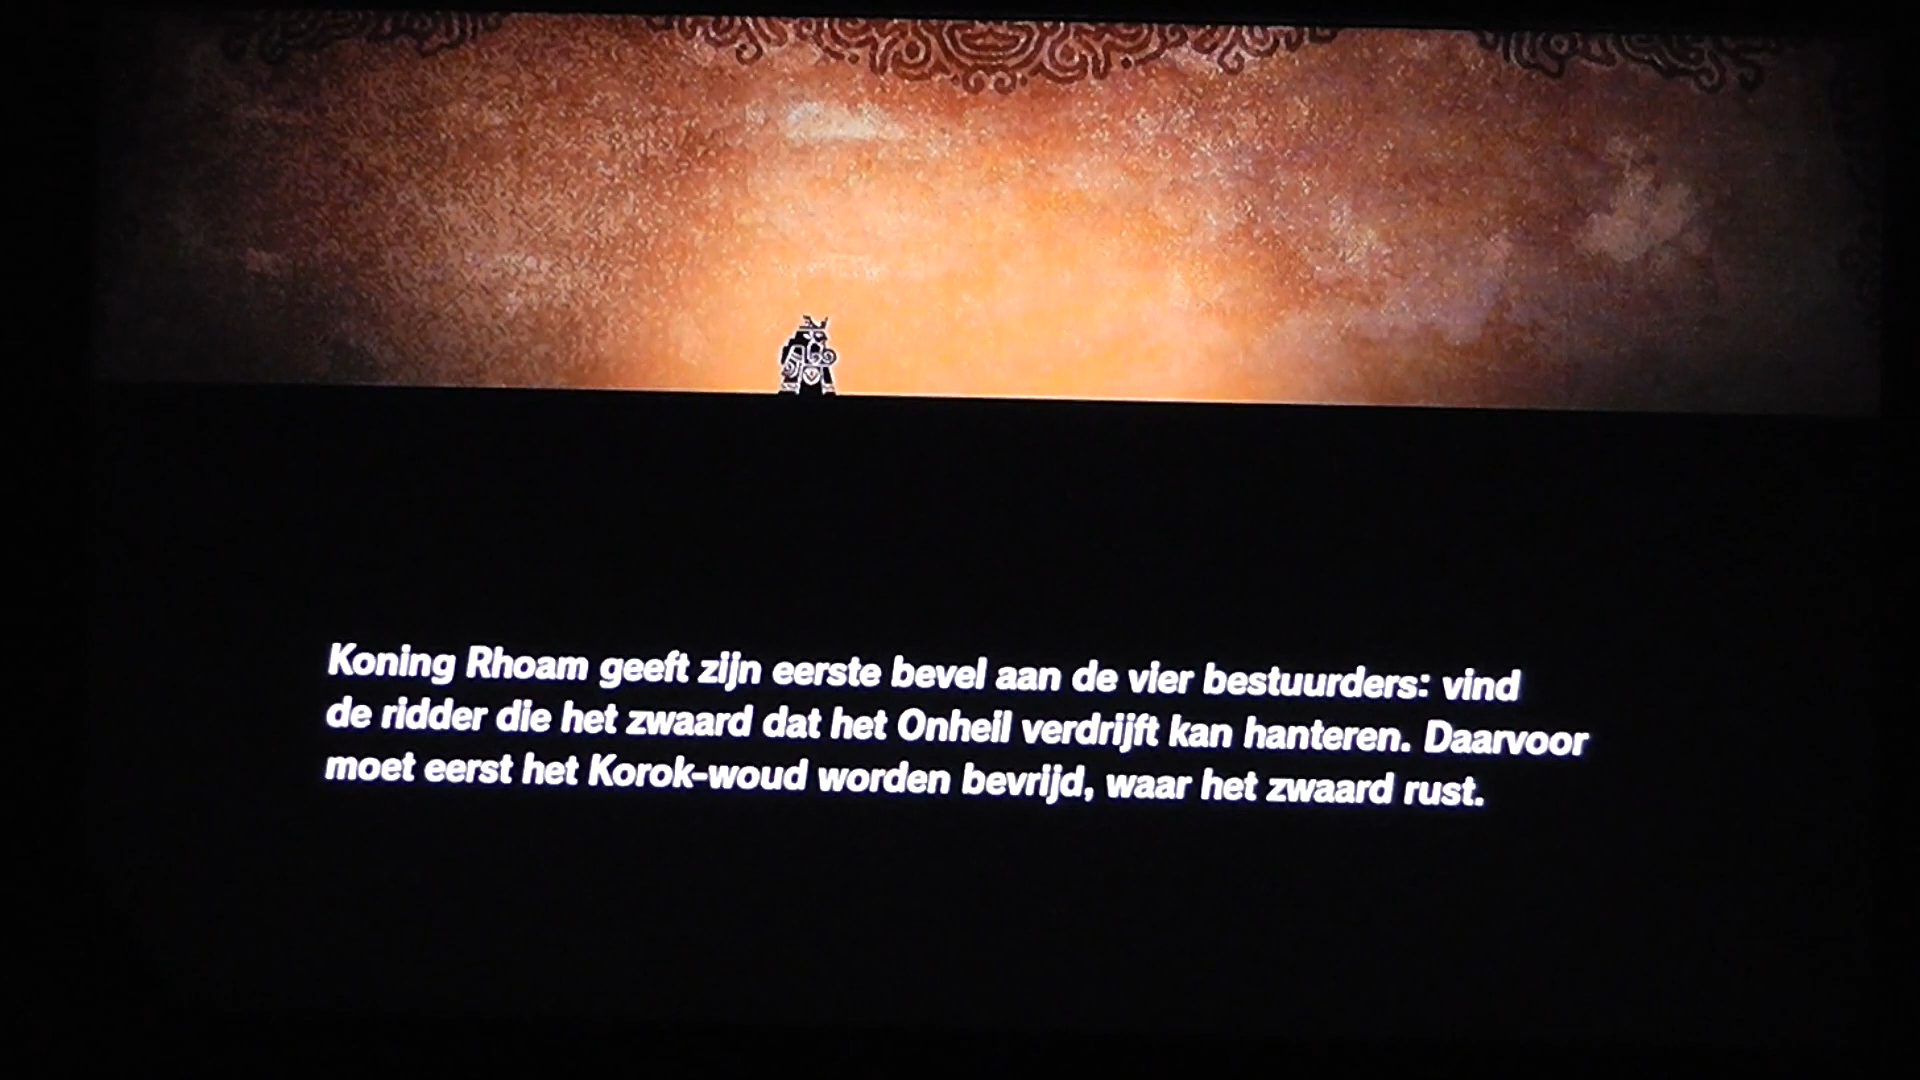 Koning Rhoam geeft zijn eerste bevel aan de vier bestuurders: vind
de ridder die het zwaard dat het Onheil verdrijft kan hanteren. Daarvoor
moet eerst het Korok-woud worden bevrijd, waar het zwaard rust.